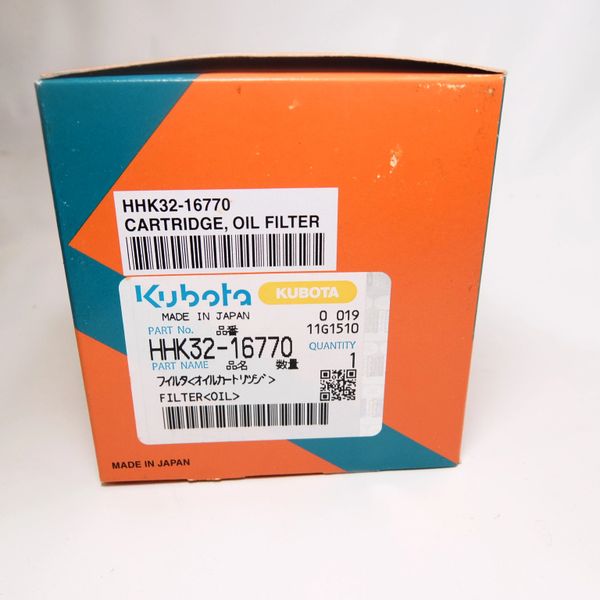 HHK32-16770
CARTRIDGE, OIL FILTER
Kubota KUBOTA
MADE IN JAPAN 0 019
PART No. 品番 11G1510
HHK32-16770 QUANTITY
PART NAME 品名 数量 1
フィルタ<オイルカートリッジ>
FILTER<OIL>
MADE IN JAPAN